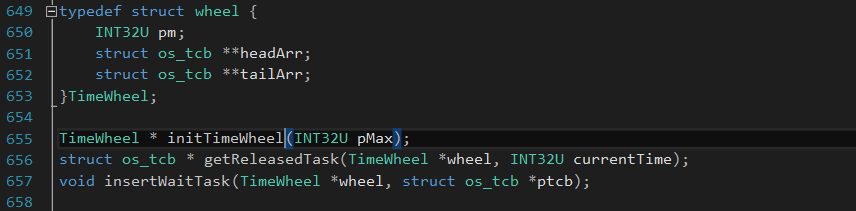 649 typedef struct wheel {
650 INT32U pm;
651 struct os_tcb **headArr;
652 struct os_tcb **tailArr;
653 }TimeWheel;
654
655 TimeWheel * initTimeWheel(INT32U pMax);
656 struct os_tcb * getReleasedTask(TimeWheel *wheel, INT32U currentTime);
657 void insertWaitTask(TimeWheel *wheel, struct os_tcb *ptcb);
658